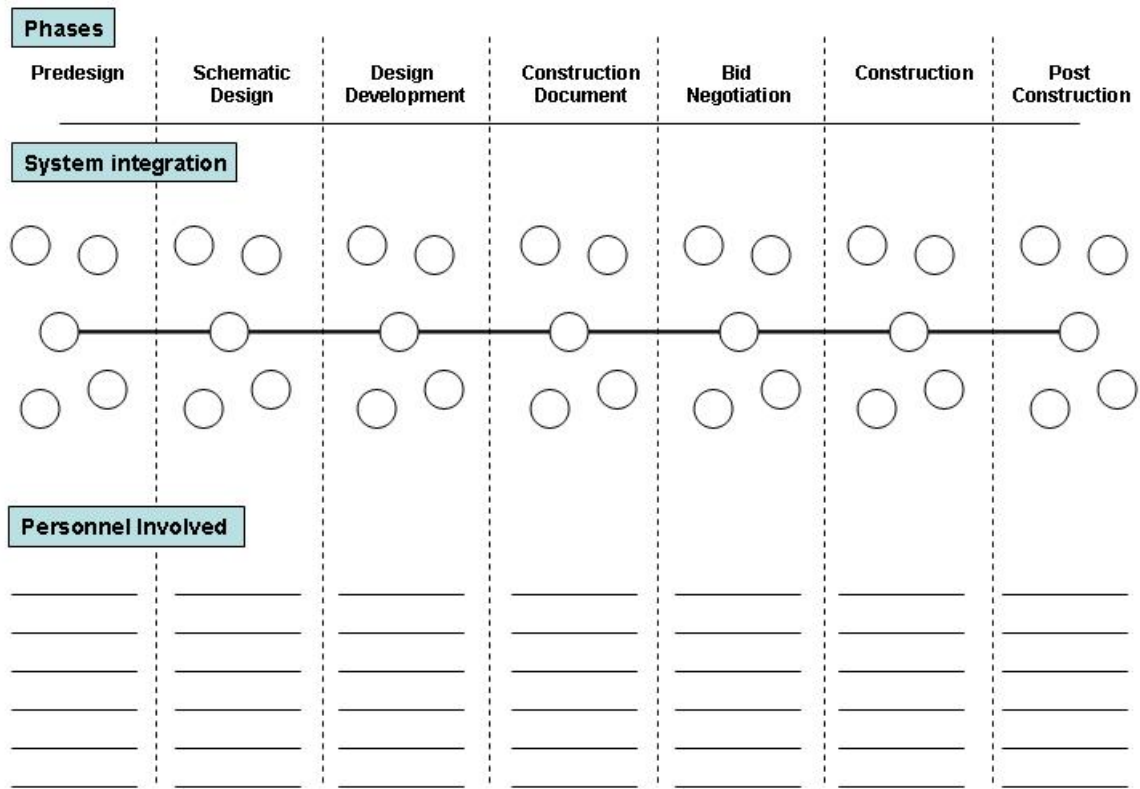 Phases
Predesign
Schematic
Design
Design
Development
Construction
Document
Bid
Negotiation
Construction
Post
Construction
System integration
Personnel Involved